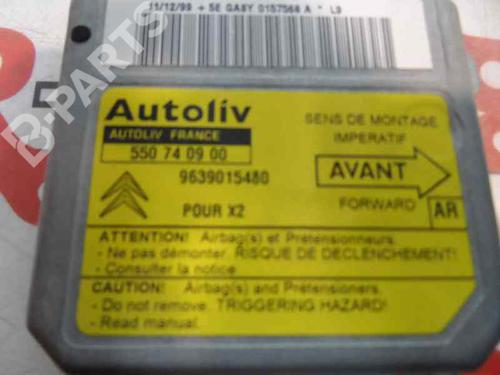 11/12/99 + 5E GA8Y 0157568 A * L9
B-PARTS
Autoliv
AUTOLIV FRANCE
550 74 09 00
9639015480
POUR X2
SENS DE MONTAGE
IMPERATIF
AVANT
FORWARD
AR
ATTENTION! Airbag(s) et Prétensionneurs.
- Ne pas démonter. RISQUE DE DECLENCHEMENT!
- Consulter la notice
CAUTION! Airbag(s) and Prétensioners.
- Do not remove. TRIGGERING HAZARD!
- Read manual.